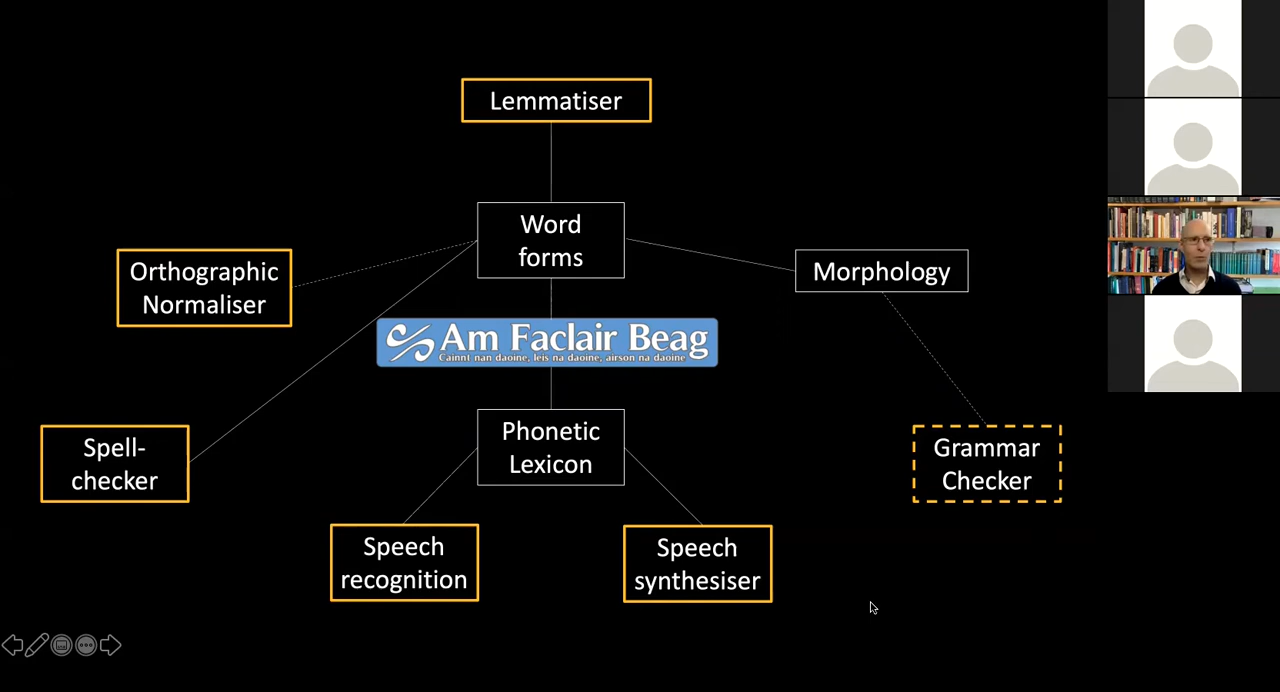 Lemmatiser
Word
forms
Orthographic
Normaliser
Morphology
Am Faclair Beag
Cainnt nan daoine, leis na daoine, airson na daoine
Phonetic
Lexicon
Spell-
checker
Grammar
Checker
Speech
recognition
Speech
synthesiser